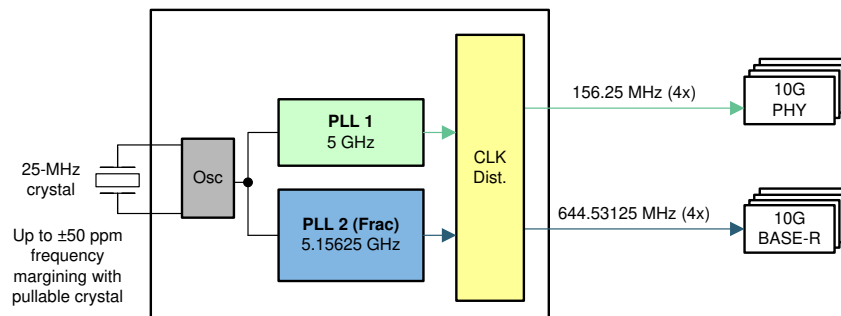 25-MHz
crystal
Up to ±50 ppm
frequency
margining with
pullable crystal
Osc
PLL 1
5 GHz
PLL 2 (Frac)
5.15625 GHz
CLK
Dist.
156.25 MHz (4x)
10G
PHY
644.53125 MHz (4x)
10G
BASE-R